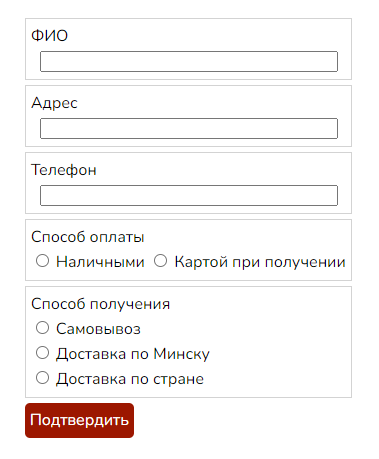 ФИО
Адрес
Телефон
Способ оплаты
Наличными Картой при получении
Способ получения
Самовывоз
Доставка по Минску
Доставка по стране
Подтвердить